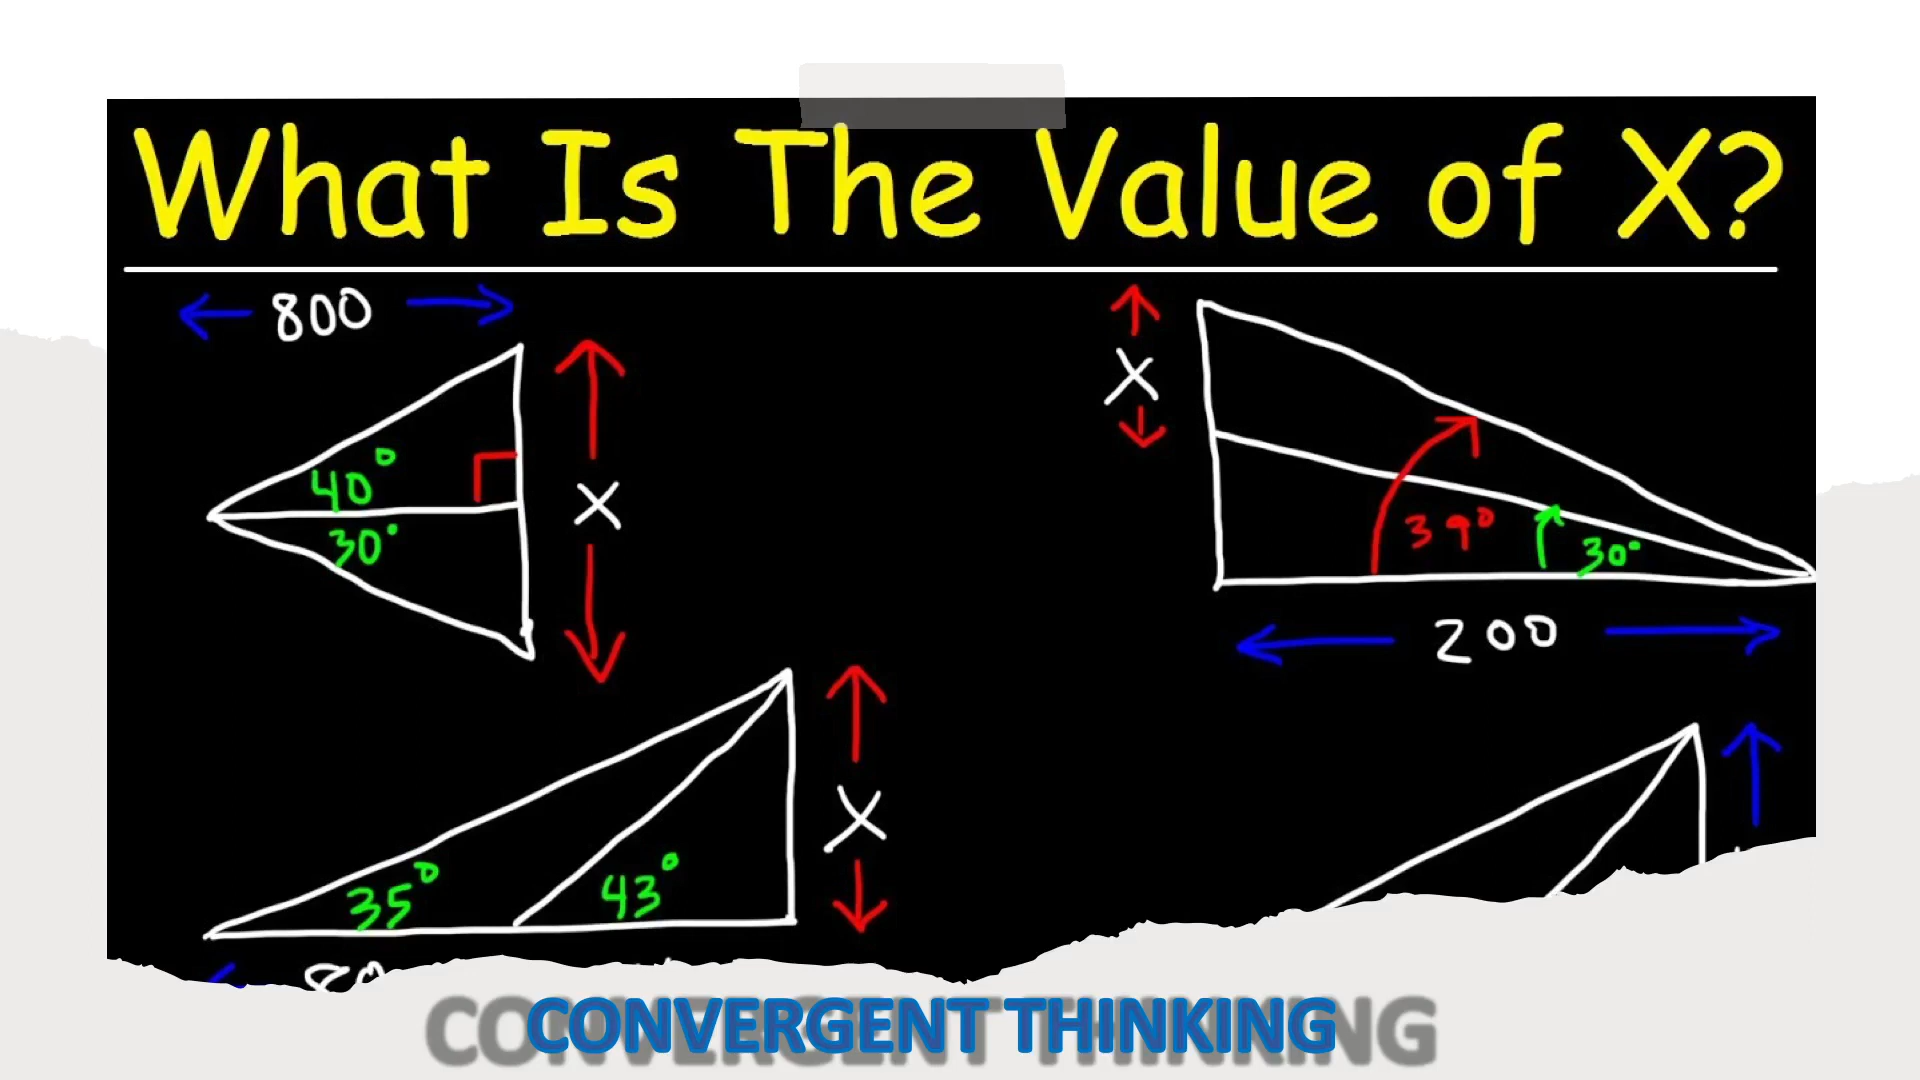 What Is The Value of X?
800
X
40°
30°
X
39°
30°
200
X
35°
43°
CONVERGENT THINKING